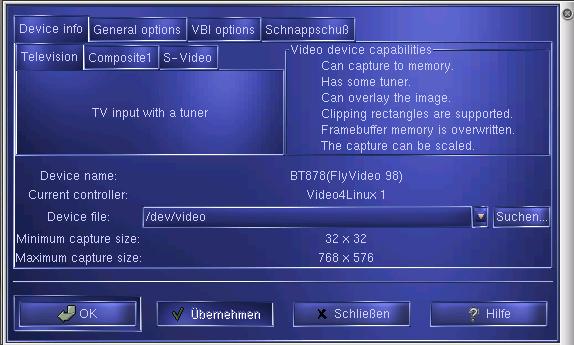 Device info General options VBI options Schnappschuß
Television Composite1 S-Video
TV input with a tuner
Video device capabilities
Can capture to memory.
Has some tuner.
Can overlay the image.
Clipping rectangles are supported.
Framebuffer memory is overwritten.
The capture can be scaled.
Device name: BT878(FlyVideo 98)
Current controller: Video4Linux 1
Device file: /dev/video Suchen...
Minimum capture size: 32 x 32
Maximum capture size: 768 x 576
OK Übernehmen Schließen Hilfe